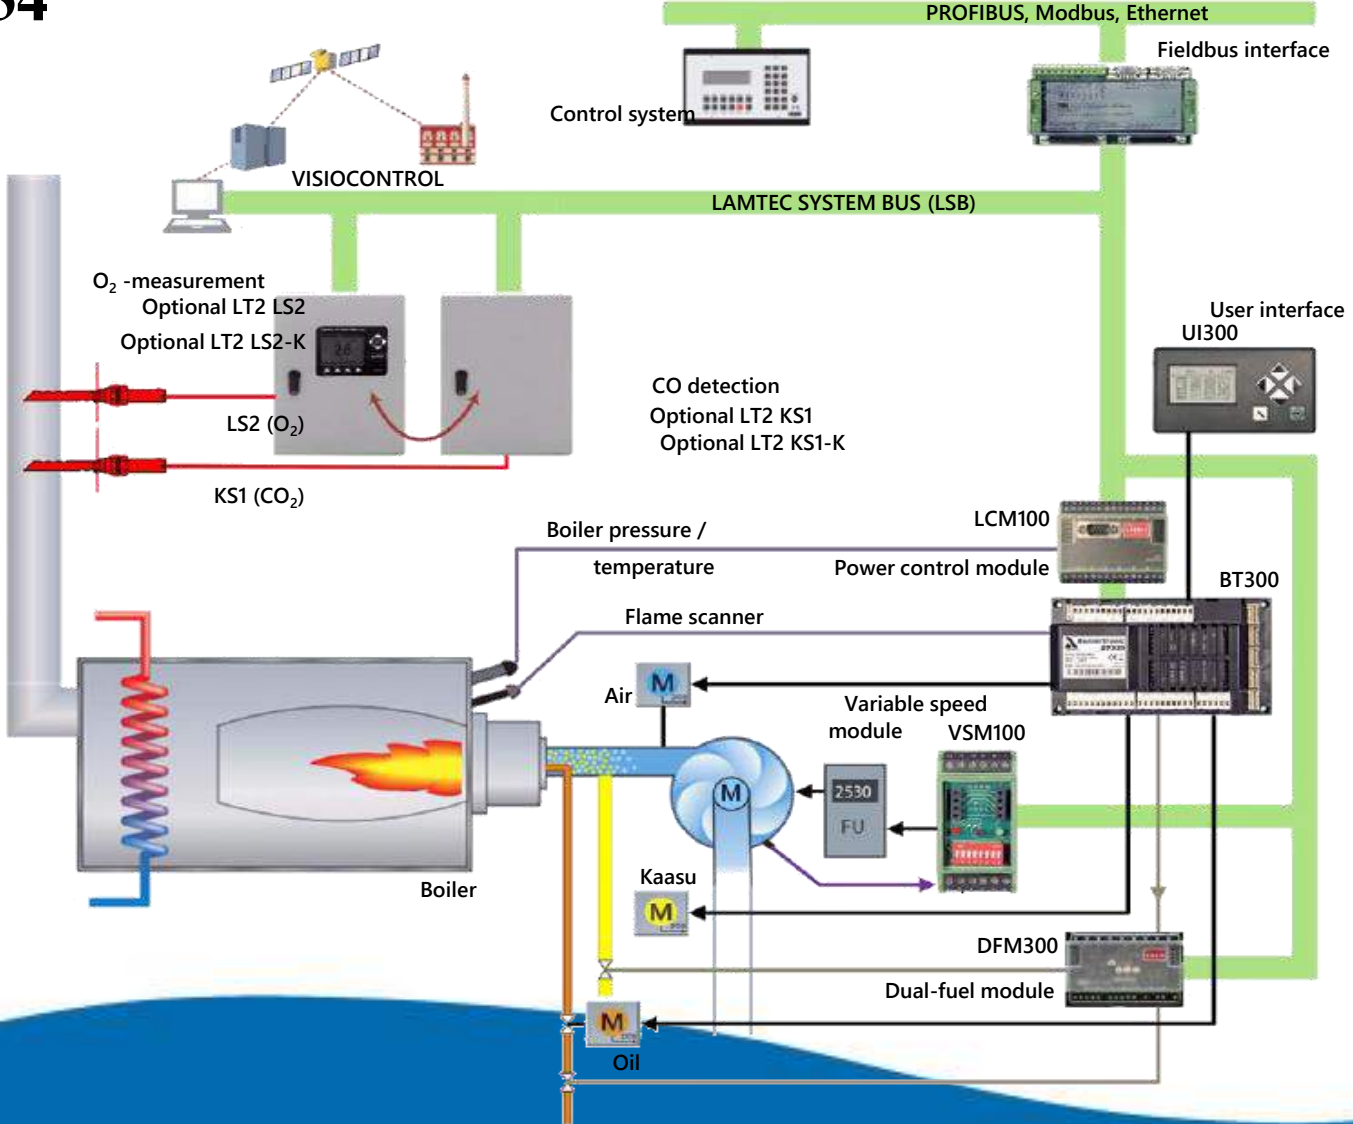 34
PROFIBUS, Modbus, Ethernet
Fieldbus interface
Control system
VISIOCONTROL
LAMTEC SYSTEM BUS (LSB)
O₂ -measurement
Optional LT2 LS2
Optional LT2 LS2-K
User interface
UI300
CO detection
Optional LT2 KS1
Optional LT2 KS1-K
LS2 (O₂)
KS1 (CO₂)
LCM100
Boiler pressure /
temperature
Power control module
BT300
Flame scanner
M
Air
Variable speed
module
VSM100
M
2530
FU
Boiler
Kaasu
M
DFM300
Dual-fuel module
M
Oil